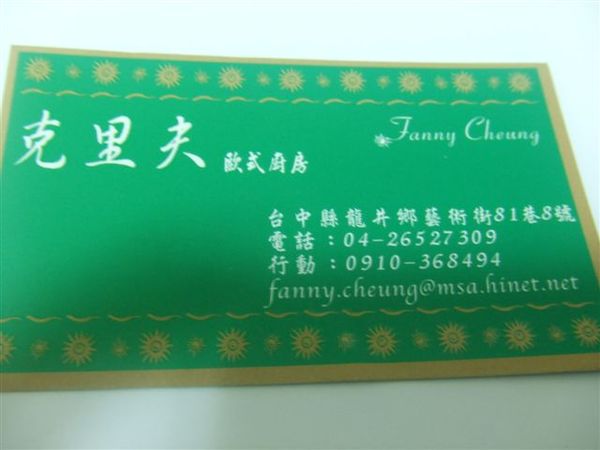 Fanny Cheung
克里夫 歐式廚房
台中縣龍井鄉藝術街81巷8號
電話：04-26527309
行動：0910-368494
fanny.cheung@msa.hinet.net